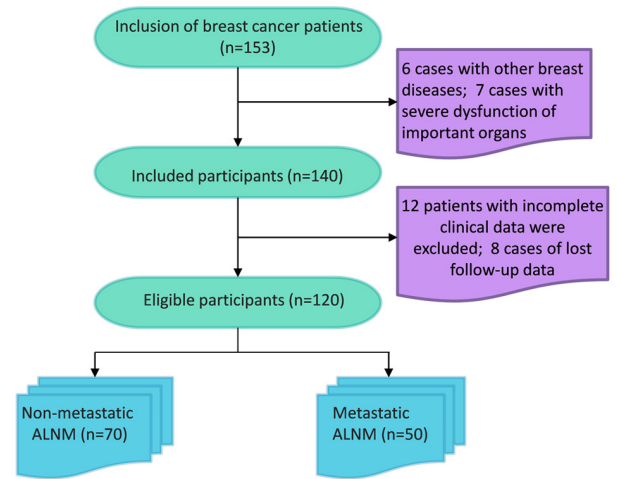 Inclusion of breast cancer patients
(n=153)
6 cases with other breast
diseases; 7 cases with
severe dysfunction of
important organs
Included participants (n=140)
12 patients with incomplete
clinical data were
excluded; 8 cases of lost
follow-up data
Eligible participants (n=120)
Non-metastatic
ALNM (n=70)
Metastatic
ALNM (n=50)